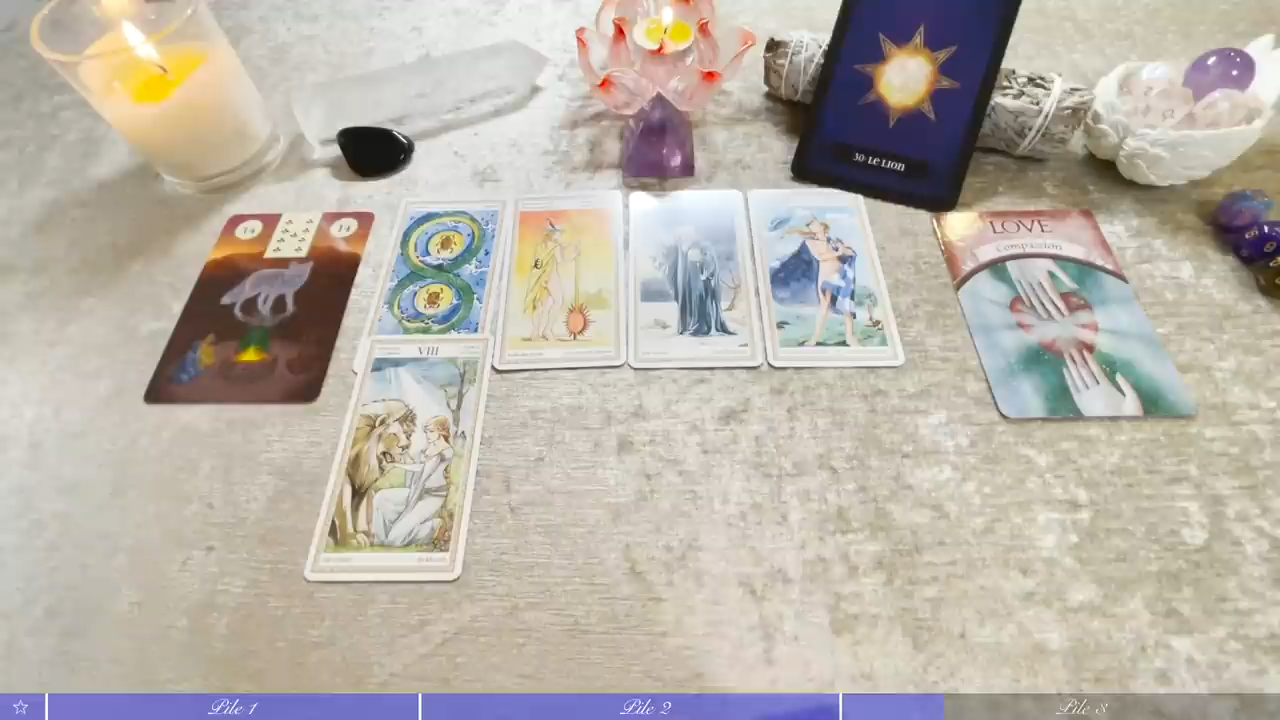 30·Le Lion
14 14
LOVE
Compassion
VIII
☆ Pile 1 Pile 2 Pile 3